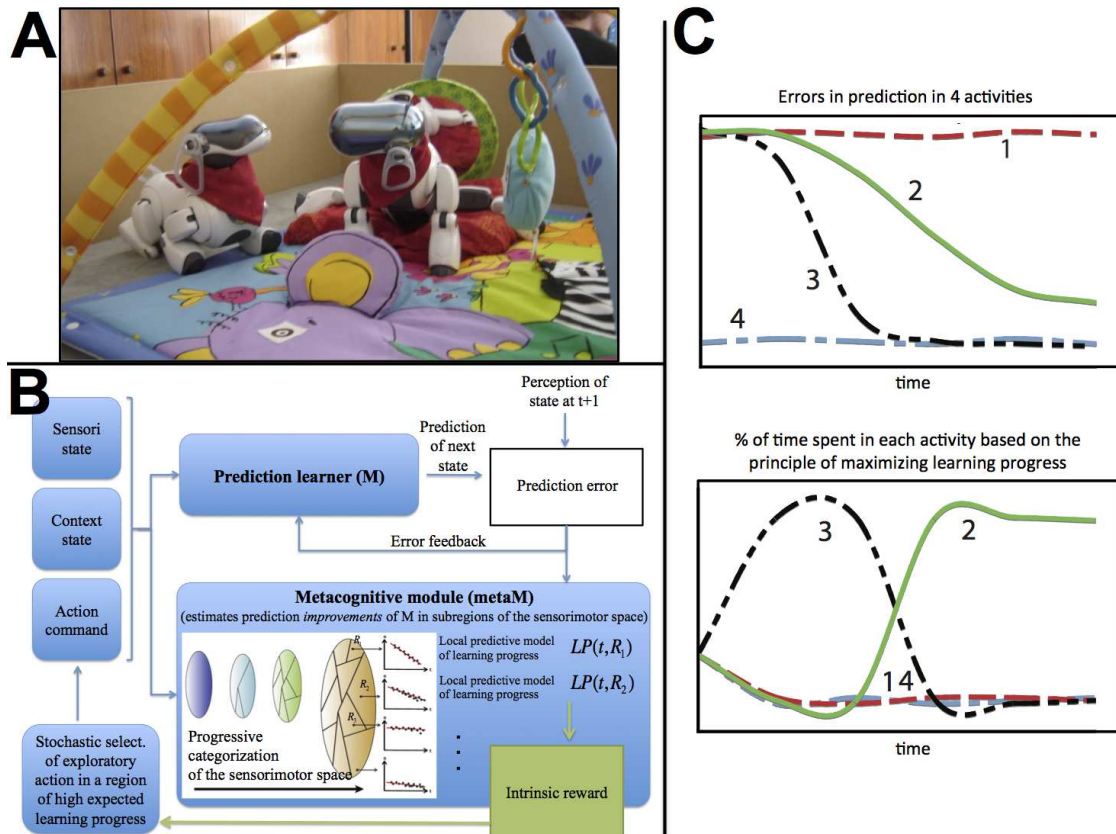 A
B
Sensori
state
Context
state
Action
command
Stochastic select.
of exploratory
action in a region
of high expected
learning progress
Prediction learner (M)
Prediction
of next
state
Perception of
state at t+1
Prediction error
Error feedback
Metacognitive module (metaM)
(estimates prediction improvements of M in subregions of the sensorimotor space)
R₁
R₂
Local predictive model
of learning progress
LP(t, R₁)
Local predictive model
of learning progress
LP(t, R₂)
Progressive
categorization
of the sensorimotor space
Intrinsic reward
C
Errors in prediction in 4 activities
1
2
3
4
time
% of time spent in each activity based on the
principle of maximizing learning progress
3
2
1 4
time